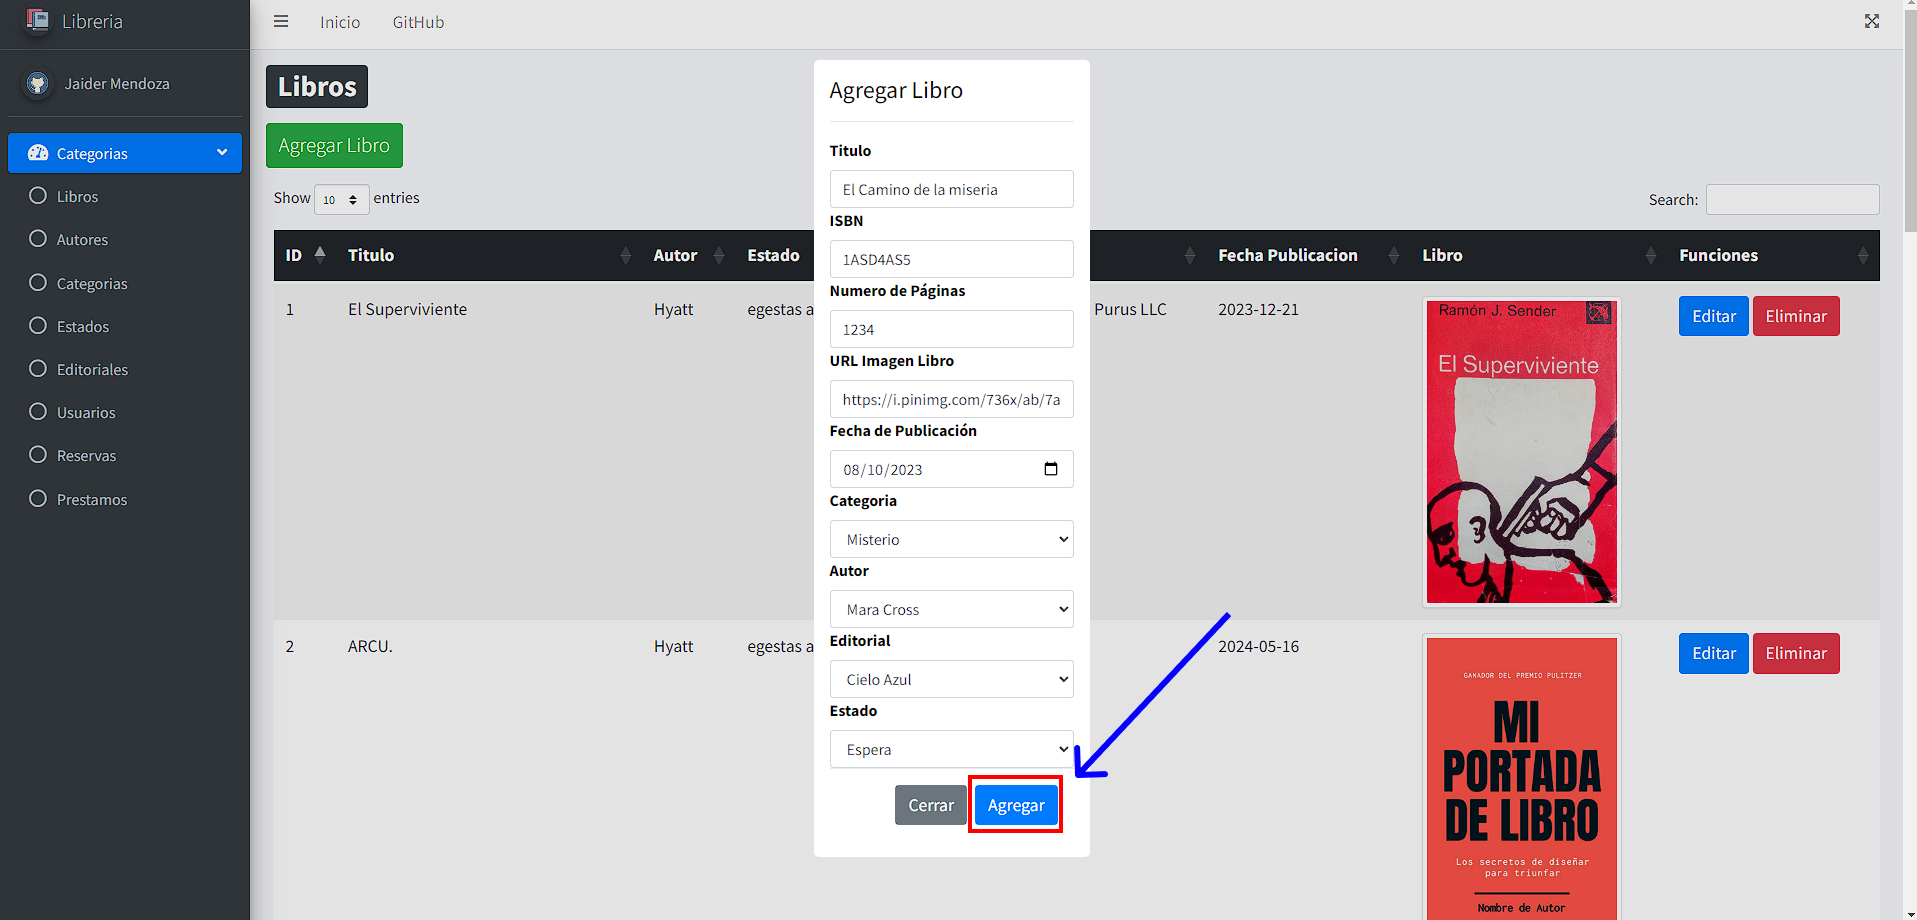 Libreria
Inicio GitHub
Jaider Mendoza
Categorias
Libros
Autores
Categorias
Estados
Editoriales
Usuarios
Reservas
Prestamos
Libros
Agregar Libro
Show 10 entries
Search:
ID Titulo Autor Estado Fecha Publicacion Libro Funciones
1 El Superviviente Hyatt egestas a Purus LLC 2023-12-21 Editar Eliminar
Ramón J. Sender
El Superviviente
2 ARCU. Hyatt egestas a 2024-05-16 Editar Eliminar
GANADOR DEL PREMIO PULITZER
MI
PORTADA
DE LIBRO
Los secretos de diseñar
para triunfar
Nombre de Autor
Agregar Libro
Titulo
El Camino de la miseria
ISBN
1ASD4AS5
Numero de Páginas
1234
URL Imagen Libro
https://i.pinimg.com/736x/ab/7a
Fecha de Publicación
08/10/2023
Categoria
Misterio
Autor
Mara Cross
Editorial
Cielo Azul
Estado
Espera
Cerrar Agregar